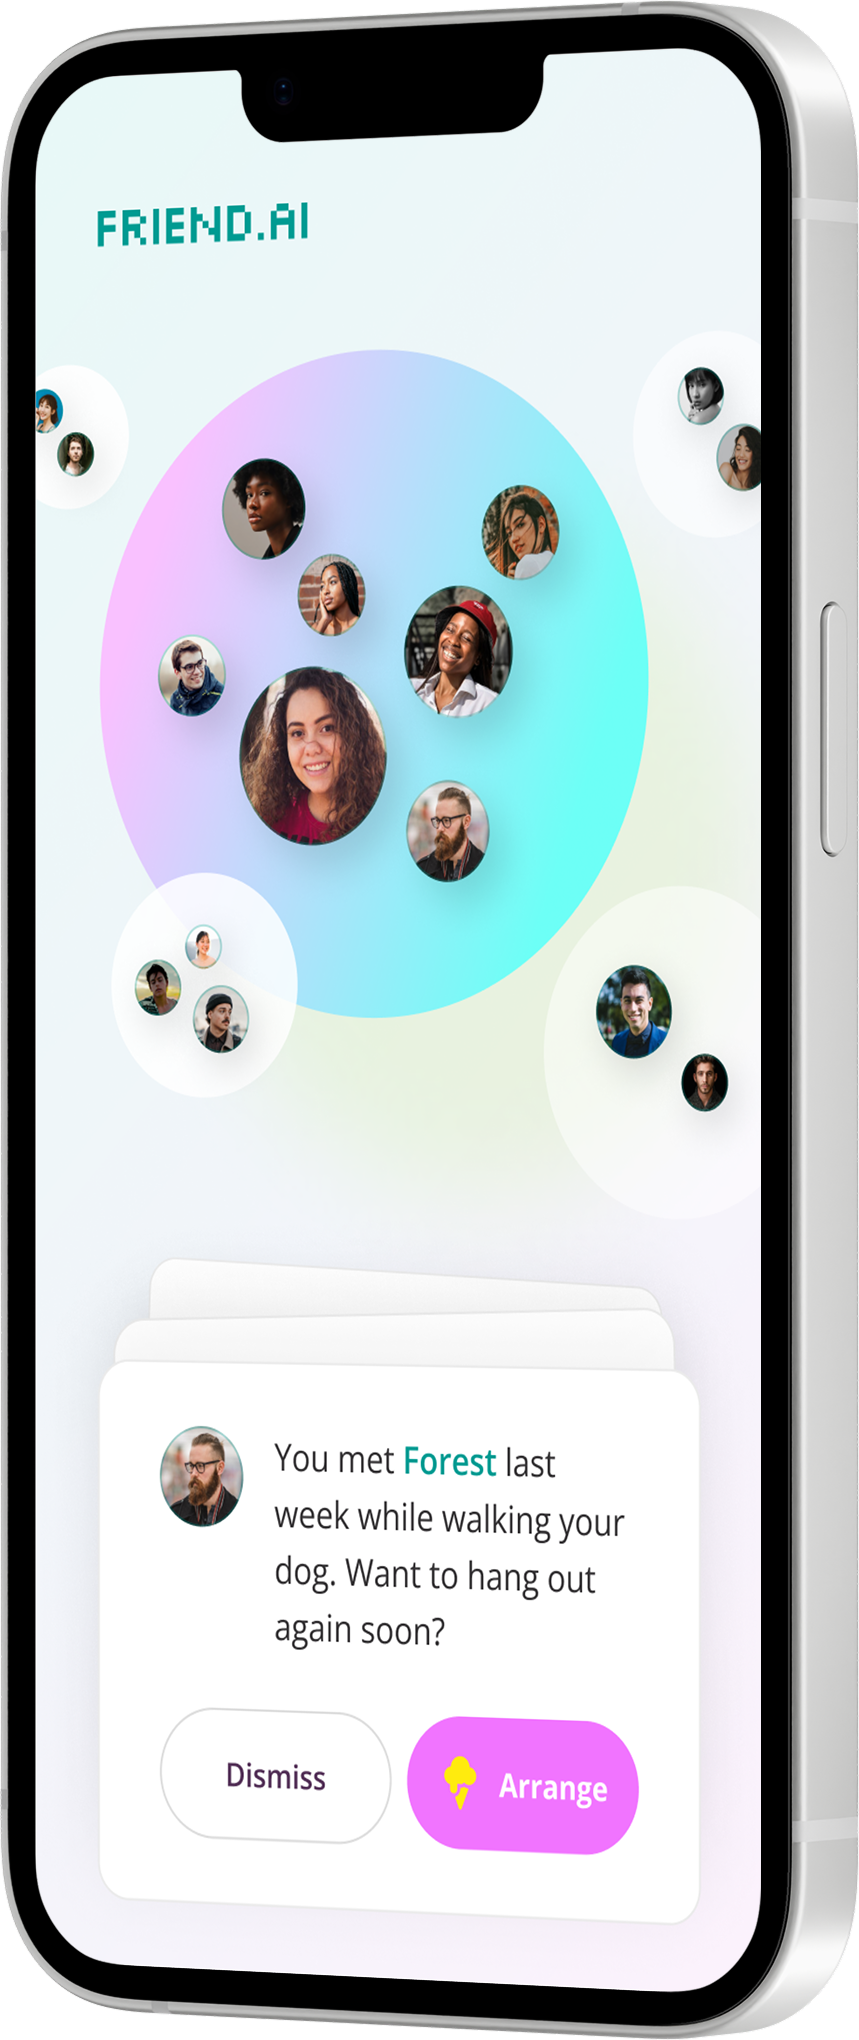 FRIEND.AI
You met Forest last
week while walking your
dog. Want to hang out
again soon?
Dismiss
Arrange